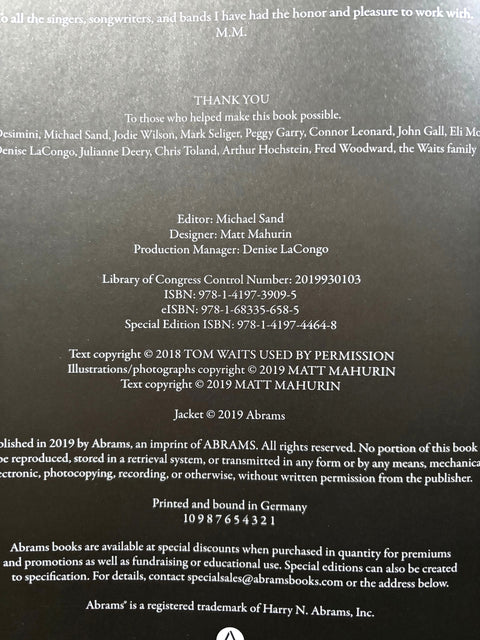 To all the singers, songwriters, and bands I have had the honor and pleasure to work with.
M.M.
THANK YOU
To those who helped make this book possible.
Desimini, Michael Sand, Jodie Wilson, Mark Seliger, Peggy Garry, Connor Leonard, John Gall, Eli Mo
Denise LaCongo, Julianne Deery, Chris Toland, Arthur Hochstein, Fred Woodward, the Waits family
Editor: Michael Sand
Designer: Matt Mahurin
Production Manager: Denise LaCongo
Library of Congress Control Number: 2019930103
ISBN: 978-1-4197-3909-5
eISBN: 978-1-68335-658-5
Special Edition ISBN: 978-1-4197-4464-8
Text copyright © 2018 TOM WAITS USED BY PERMISSION
Illustrations/photographs copyright © 2019 MATT MAHURIN
Text copyright © 2019 MATT MAHURIN
Jacket © 2019 Abrams
blished in 2019 by Abrams, an imprint of ABRAMS. All rights reserved. No portion of this book
be reproduced, stored in a retrieval system, or transmitted in any form or by any means, mechanica
ectronic, photocopying, recording, or otherwise, without written permission from the publisher.
Printed and bound in Germany
10 9 8 7 6 5 4 3 2 1
Abrams books are available at special discounts when purchased in quantity for premiums
and promotions as well as fundraising or educational use. Special editions can also be created
to specification. For details, contact specialsales@abramsbooks.com or the address below.
Abrams® is a registered trademark of Harry N. Abrams, Inc.
A